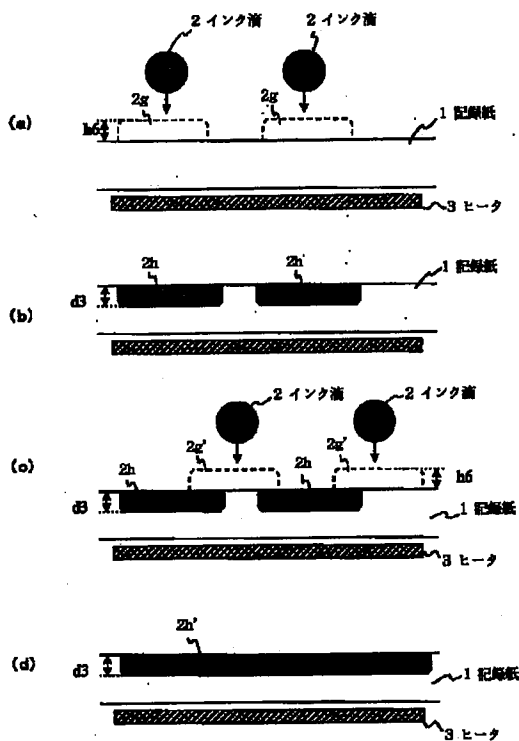 2 インク滴 2 インク滴
2g 2g
(a) h6 1 記録紙
3 ヒータ
2h 2h 1 記録紙
(b) d3
2 インク滴 2 インク滴
2g' 2g'
(c) 2h 2h h6
d3 1 記録紙
3 ヒータ
2h'
(d) d3 1 記録紙
3 ヒータ